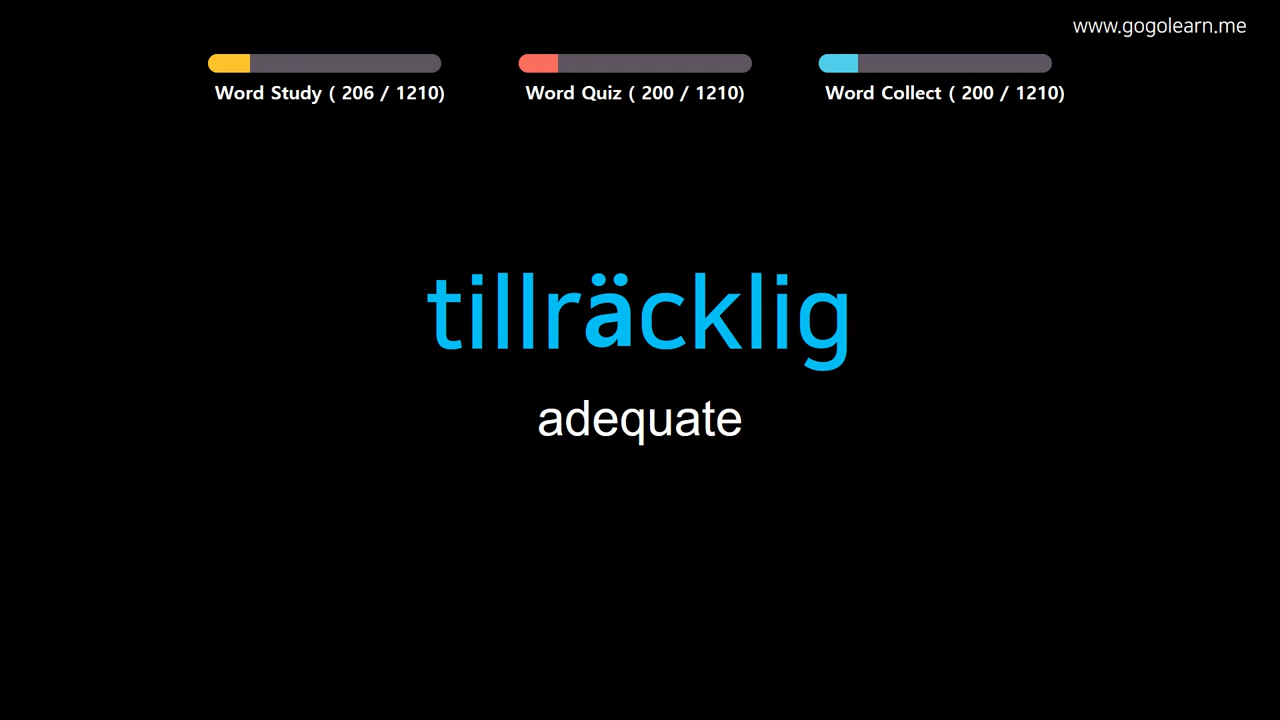 www.gogolearn.me
Word Study ( 206 / 1210)
Word Quiz ( 200 / 1210)
Word Collect ( 200 / 1210)
tillräcklig
adequate